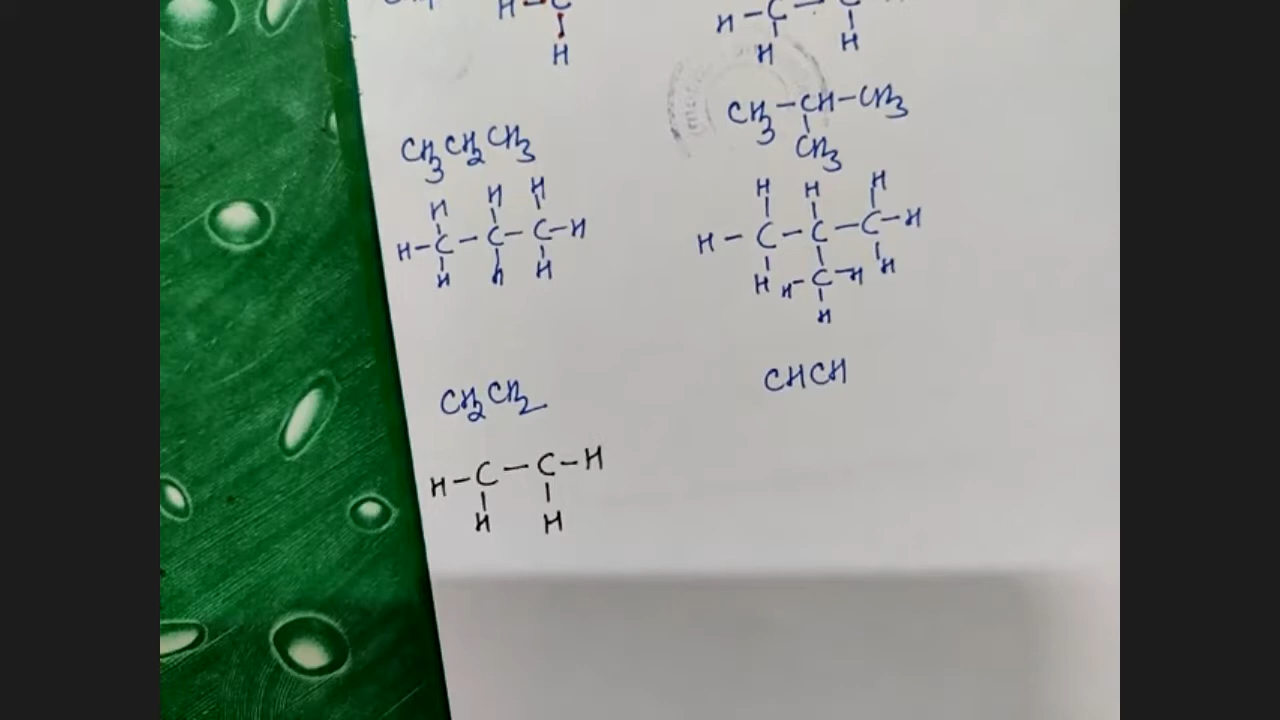 H-C
H
H-C-C
H H
CH3CH2CH3
H H H
H-C-C-C-H
H H H
CH3-CH-CH3
CH3
H H H
H-C-C-C-H
H H-C-H H
H
CH2CH2
H-C-C-H
H H
CHCH